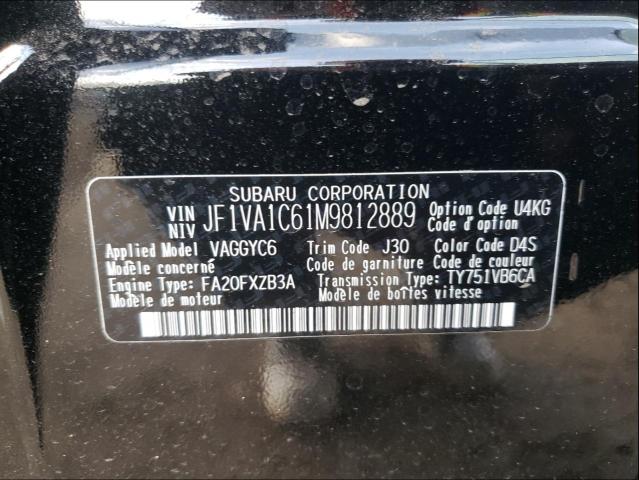 SUBARU CORPORATION
VIN
NIV JF1VA1C61M9812889 Option Code U4KG
Code d'option
Applied Model VAGGYC6 Trim Code J30 Color Code D4S
Modèle concerné Code de garniture Code de couleur
Engine Type: FA20FXZB3A Transmission Type: TY751VB6CA
Modèle de moteur Modèle de boîtes vitesse